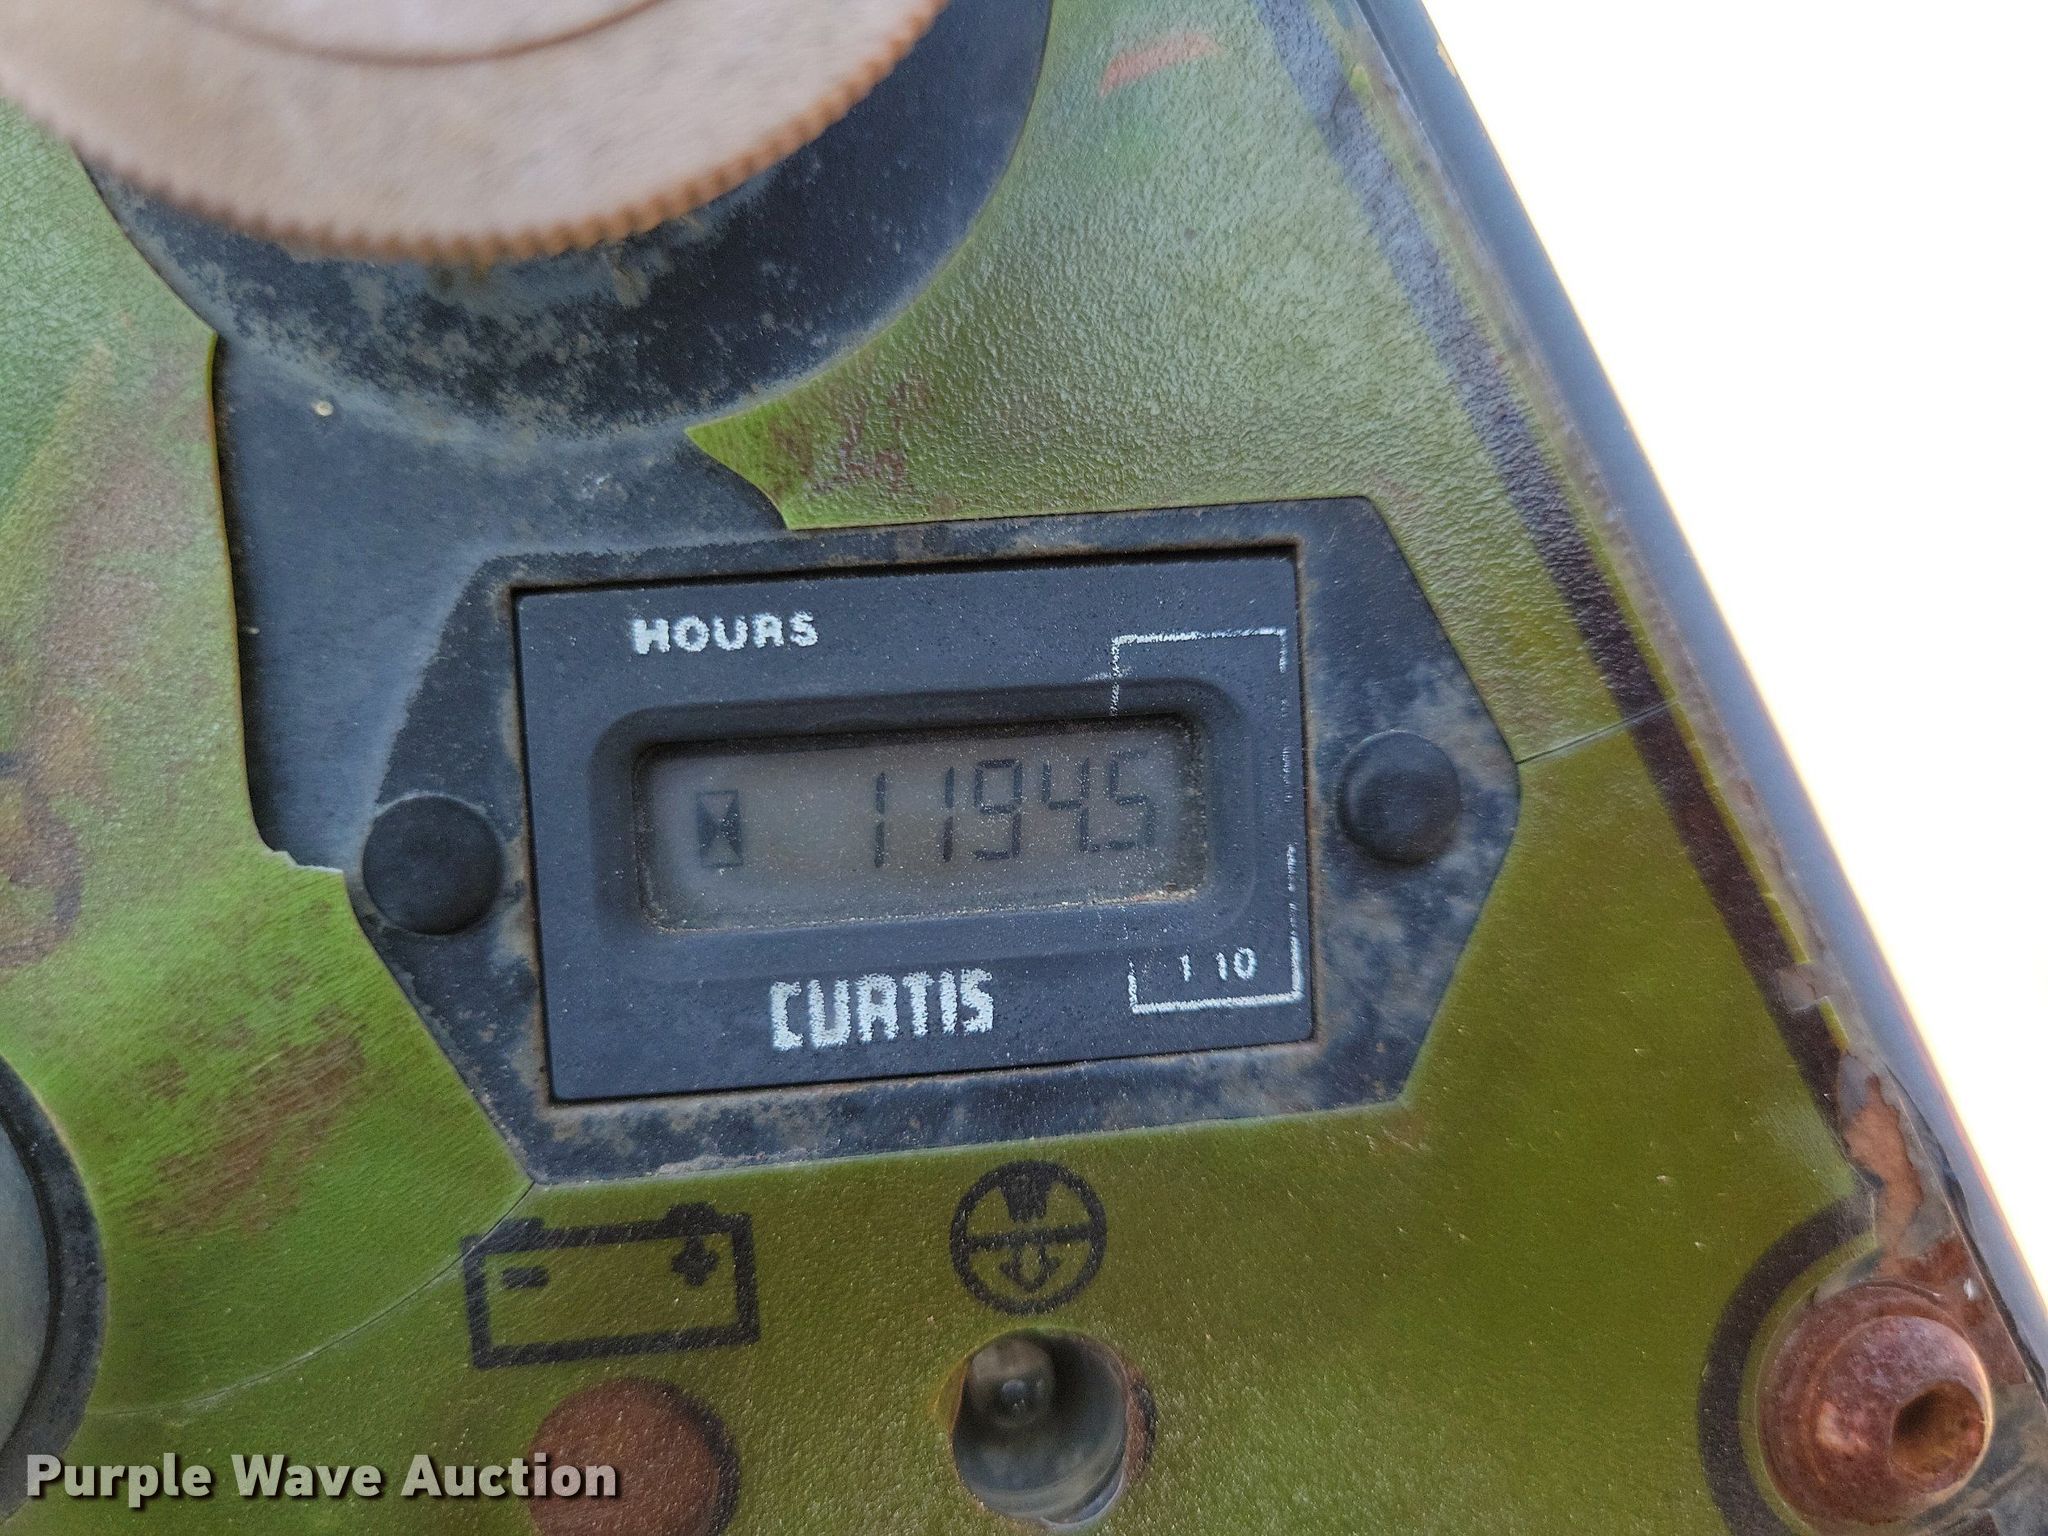 HOURS
1194.5
CURTIS
1 10
Purple Wave Auction